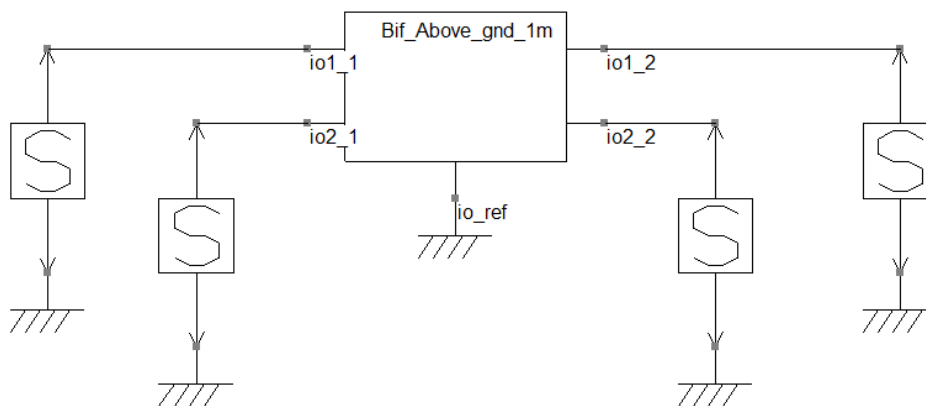 Bif_Above_gnd_1m
io1_1
io1_2
io2_1
io2_2
S
S
S
S
io_ref